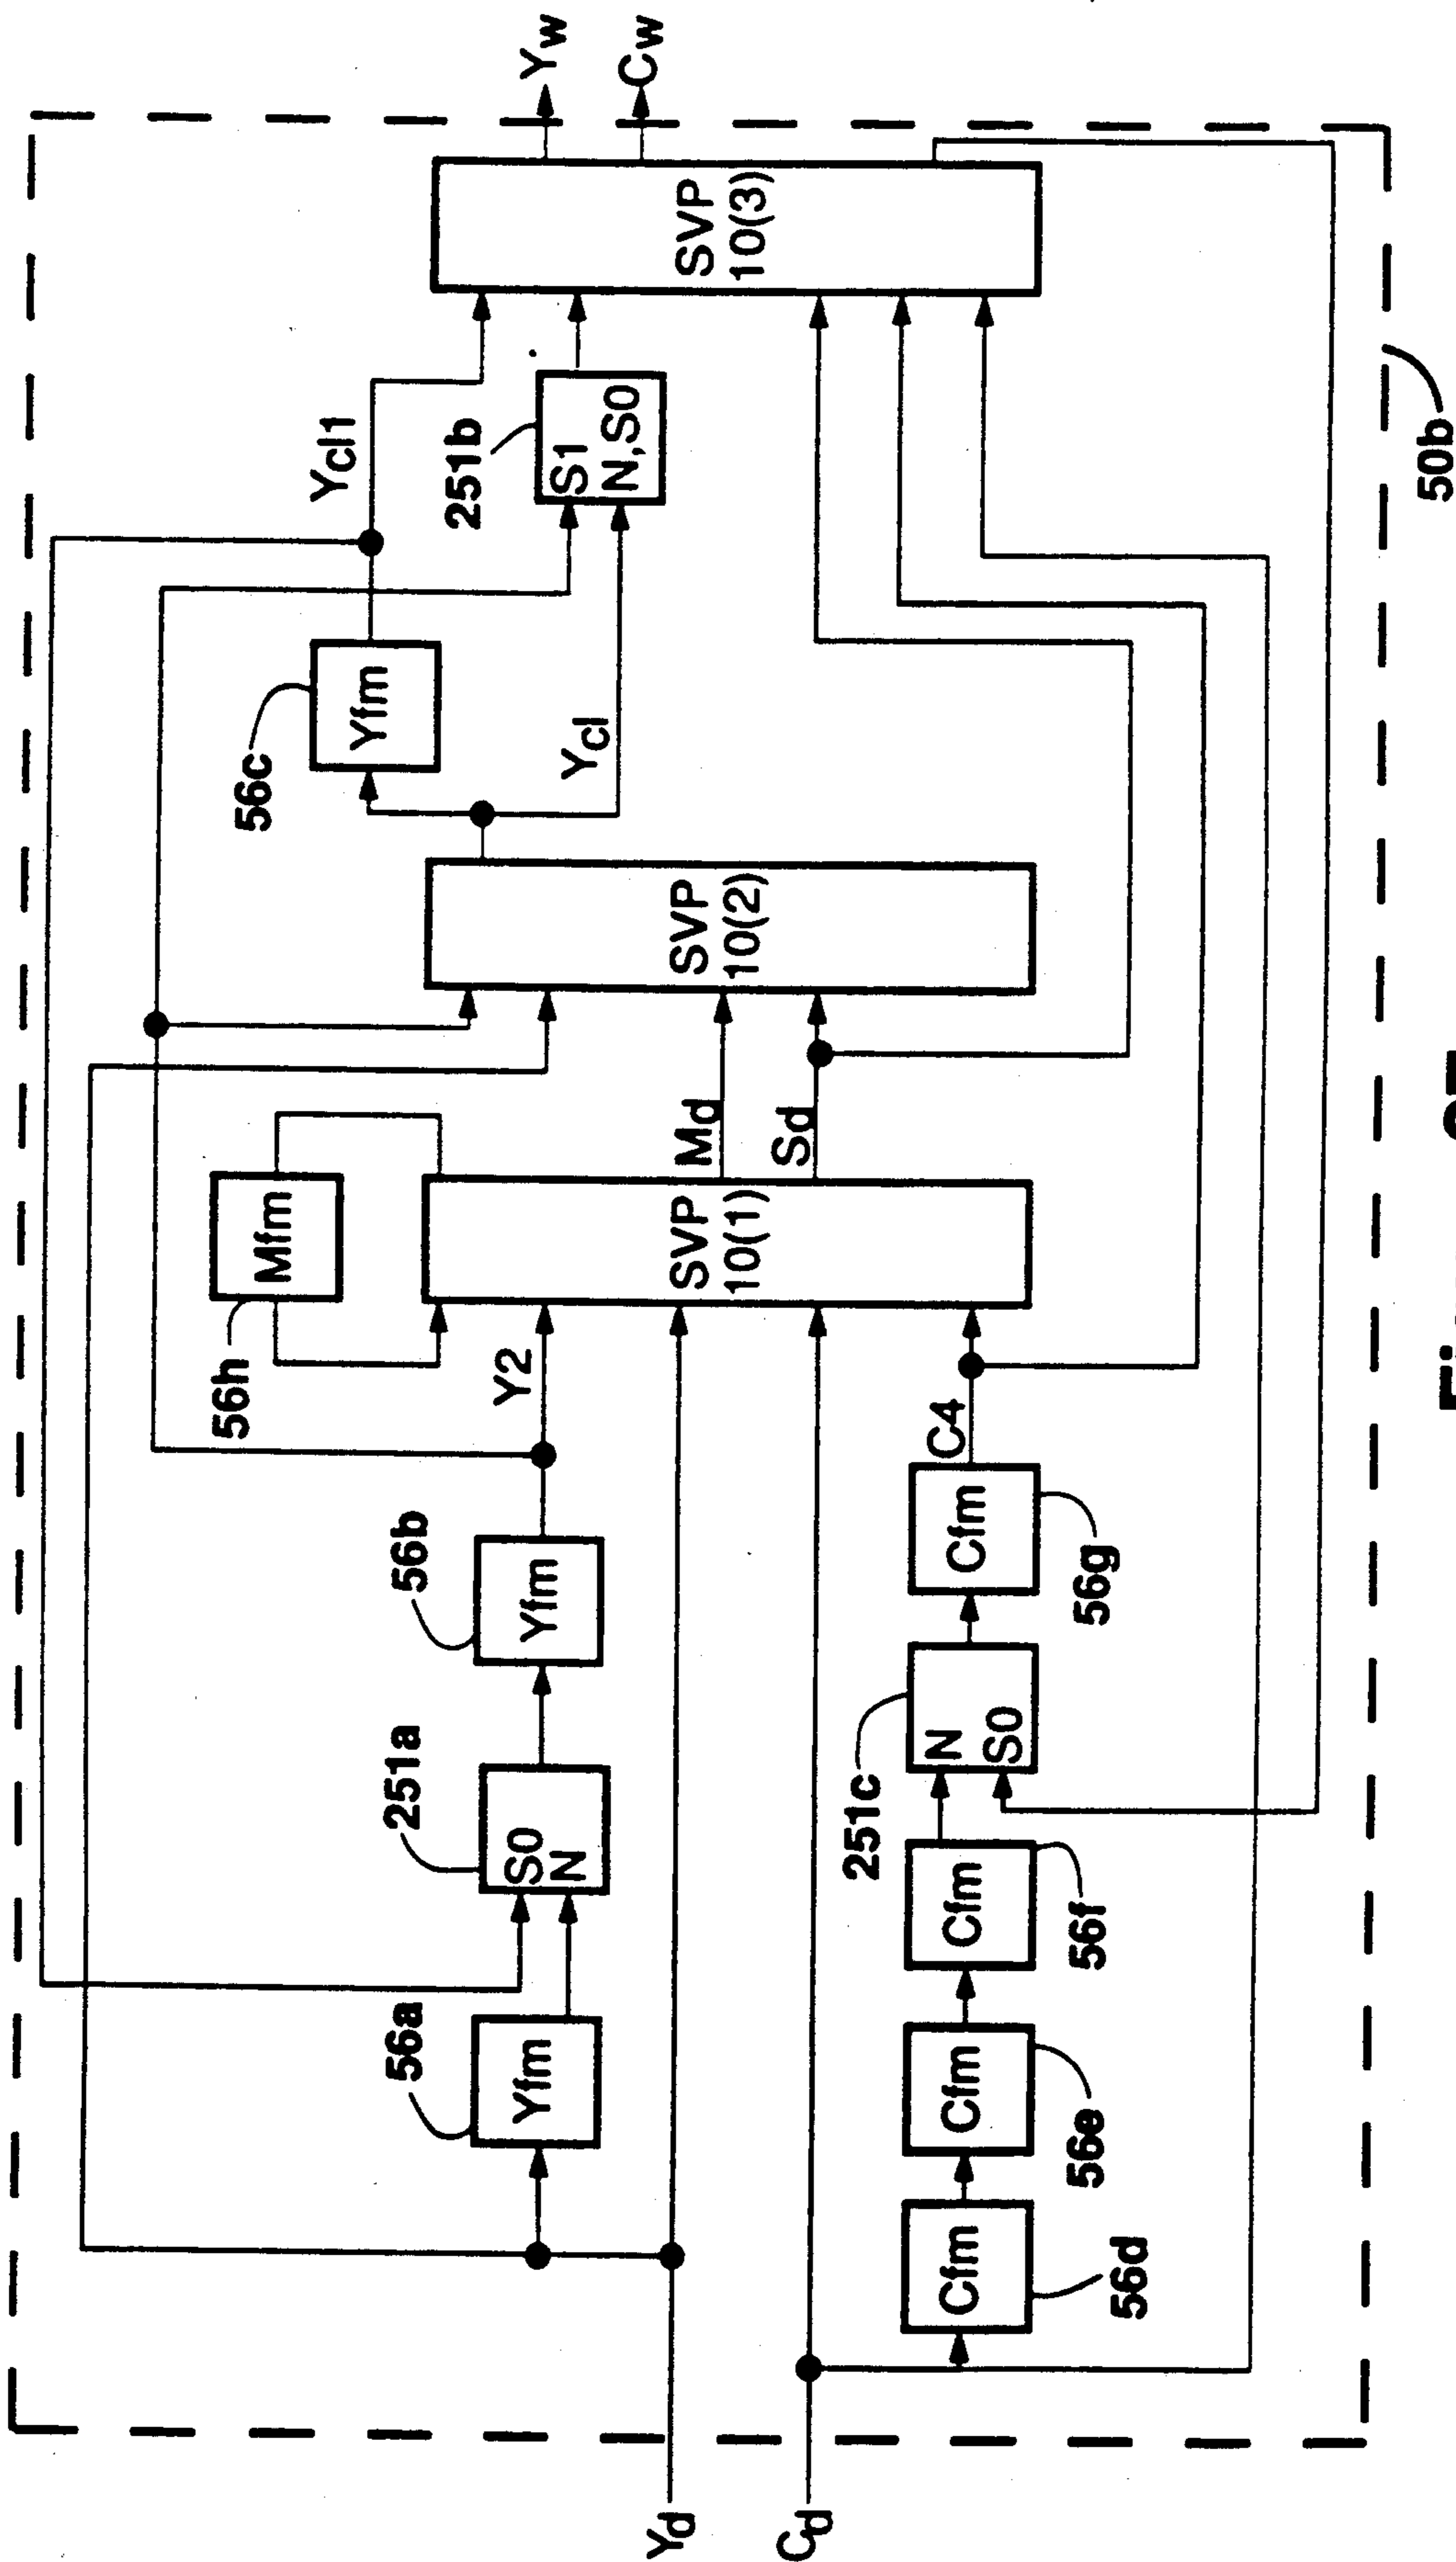 Yd
Cd
Yfm
56a
S0
N
251a
Yfm
56b
Y2
Mfm
56h
SVP
10(1)
Md
Sd
SVP
10(2)
Ycl
Yfm
56c
Ycl1
S1
N,S0
251b
SVP
10(3)
Yw
Cw
Cfm
56d
Cfm
56e
Cfm
56f
N
S0
251c
Cfm
56g
C4
50b